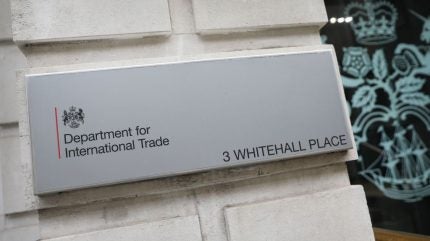 Department for
International Trade
3 WHITEHALL PLACE